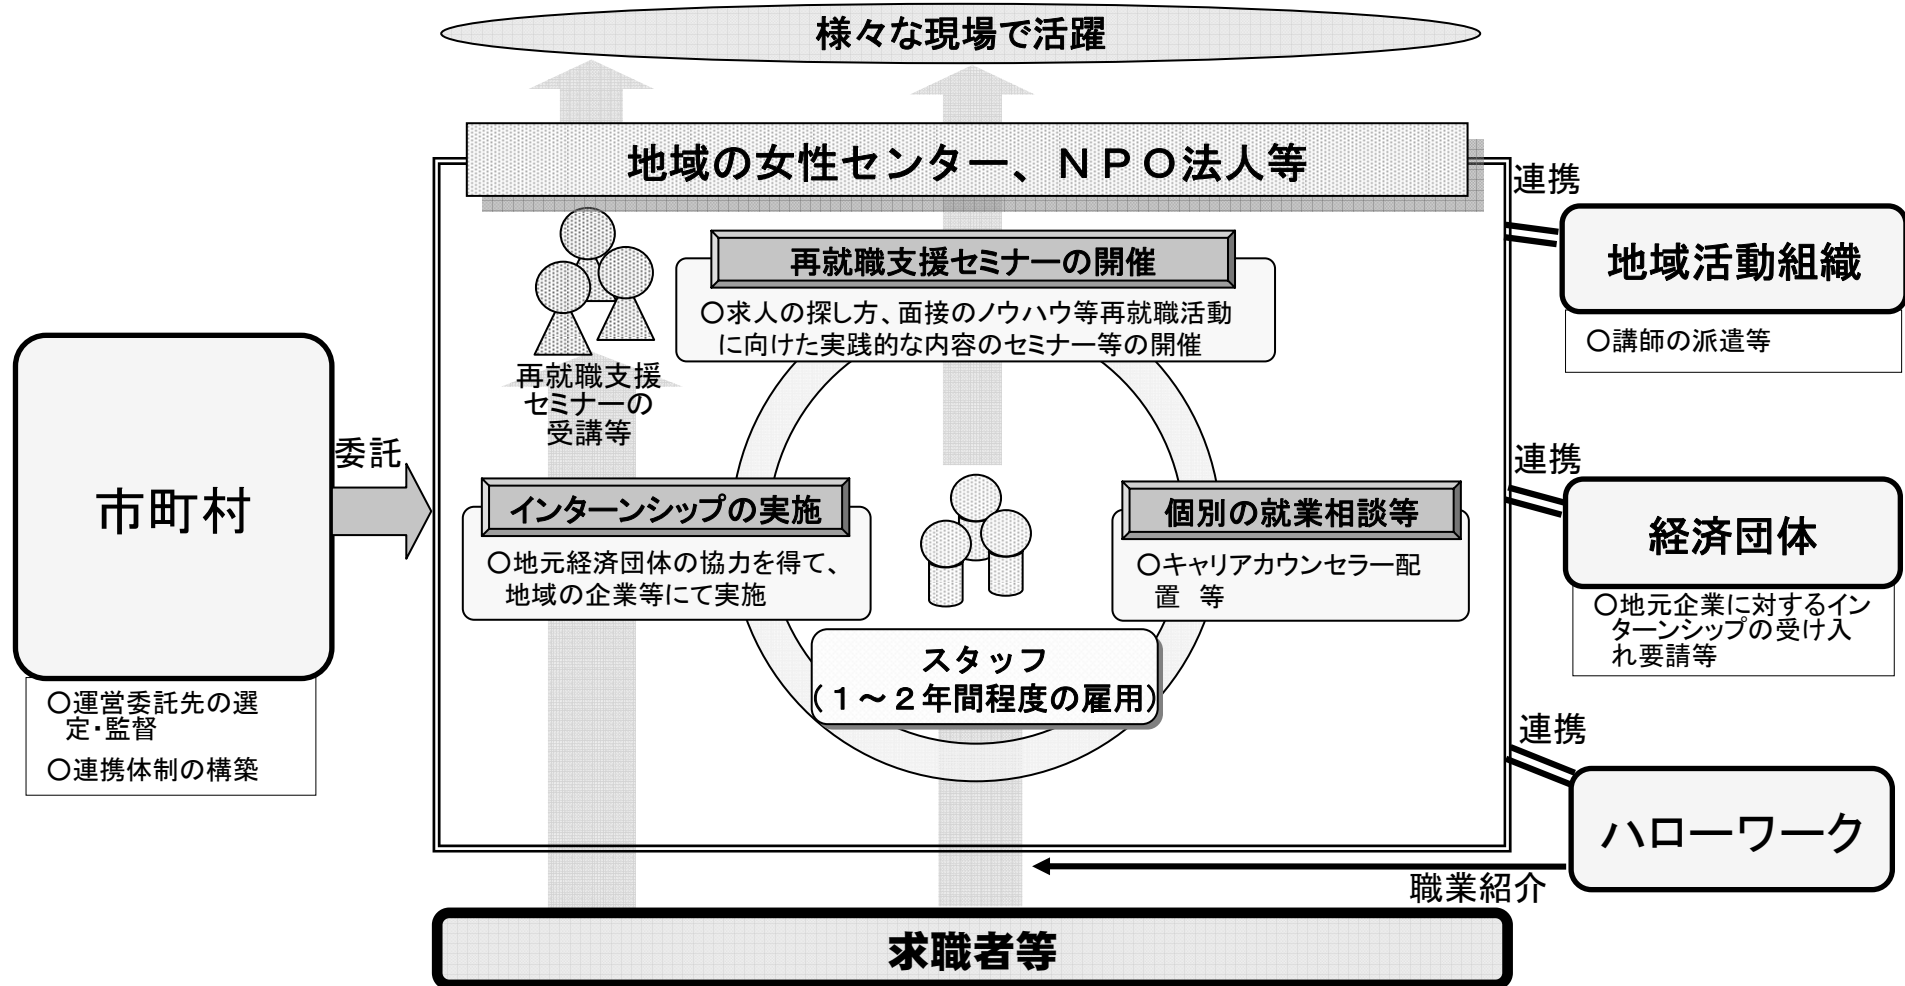 様々な現場で活躍
地域の女性センター、ＮＰＯ法人等
再就職支援セミナーの開催
○求人の探し方、面接のノウハウ等再就職活動
に向けた実践的な内容のセミナー等の開催
再就職支援
セミナーの
受講等
インターンシップの実施
○地元経済団体の協力を得て、
地域の企業等にて実施
個別の就業相談等
○キャリアカウンセラー配
置　等
スタッフ
（１～２年間程度の雇用）
市町村
委託
○運営委託先の選
定・監督
○連携体制の構築
連携
地域活動組織
○講師の派遣等
連携
経済団体
○地元企業に対するイン
ターンシップの受け入
れ要請等
連携
ハローワーク
職業紹介
求職者等